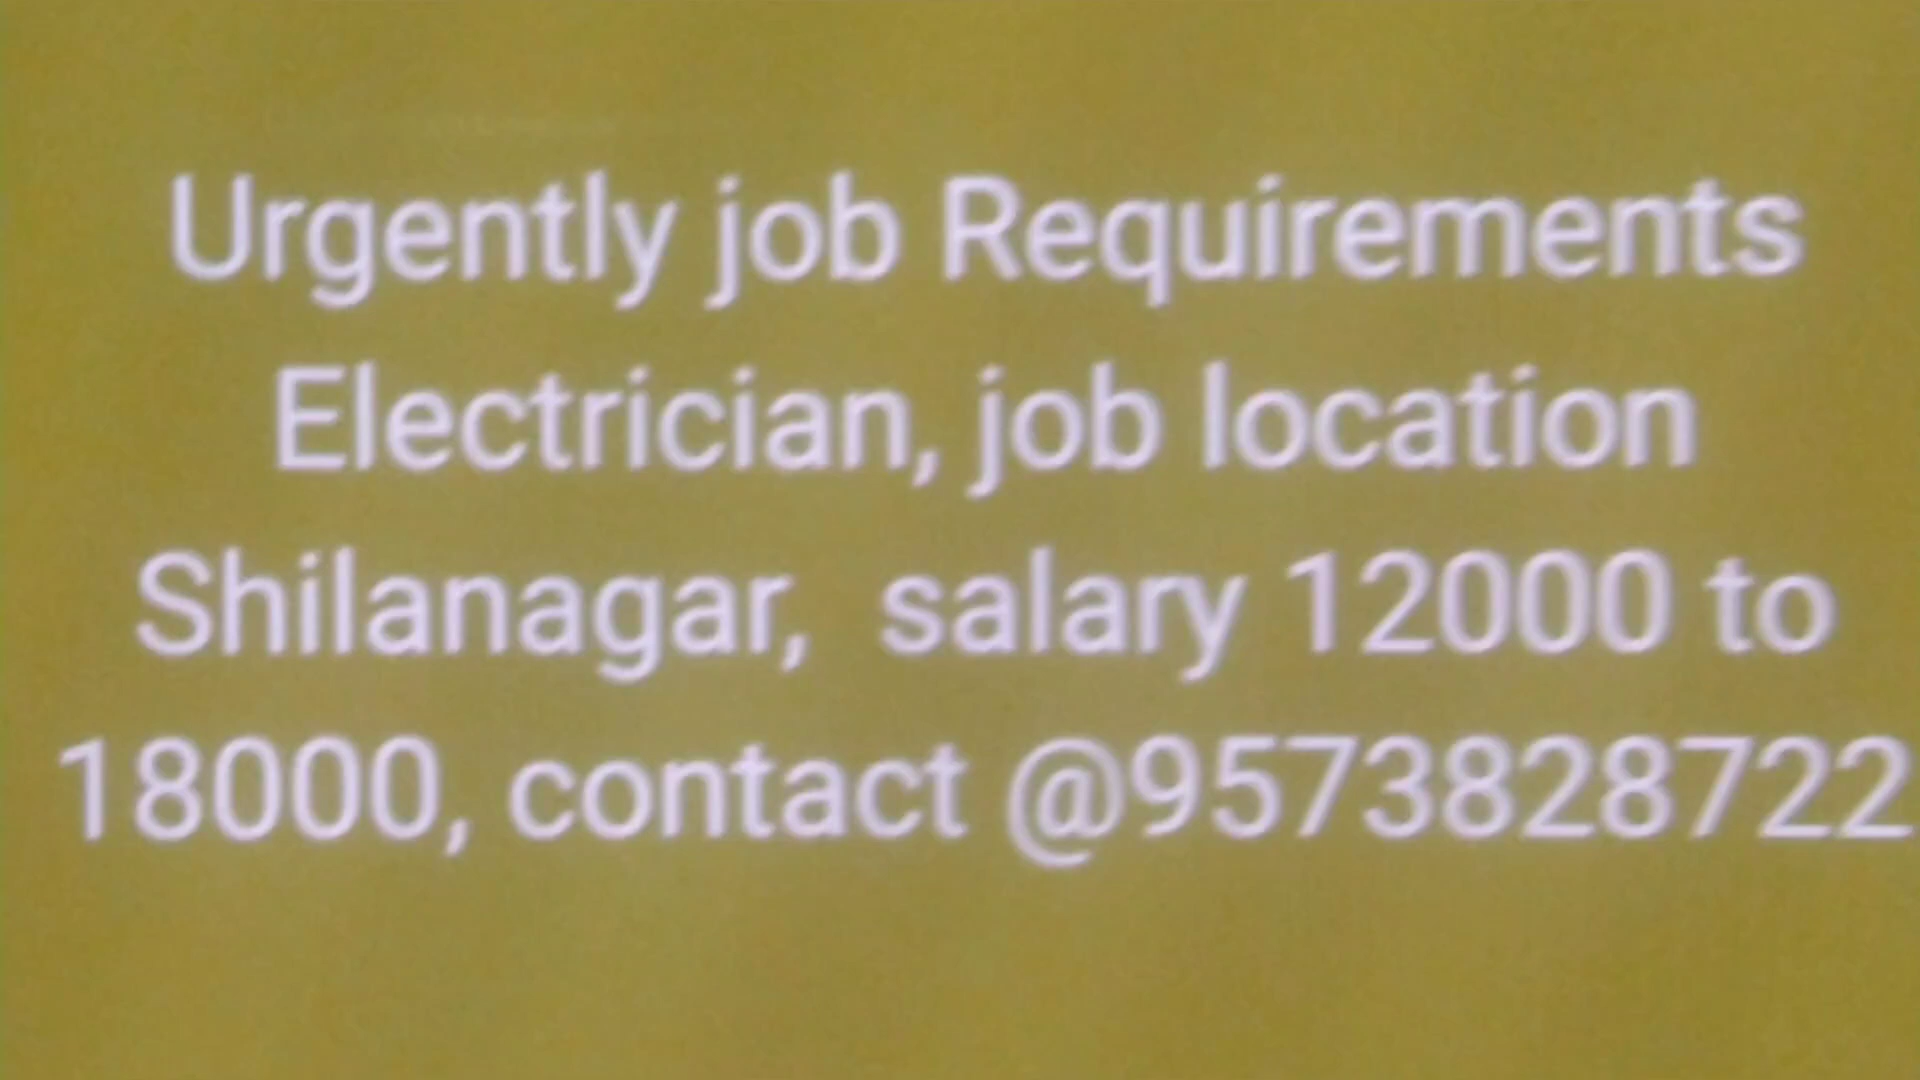 Urgently job Requirements
Electrician, job location
Shilanagar, salary 12000 to
18000, contact @9573828722